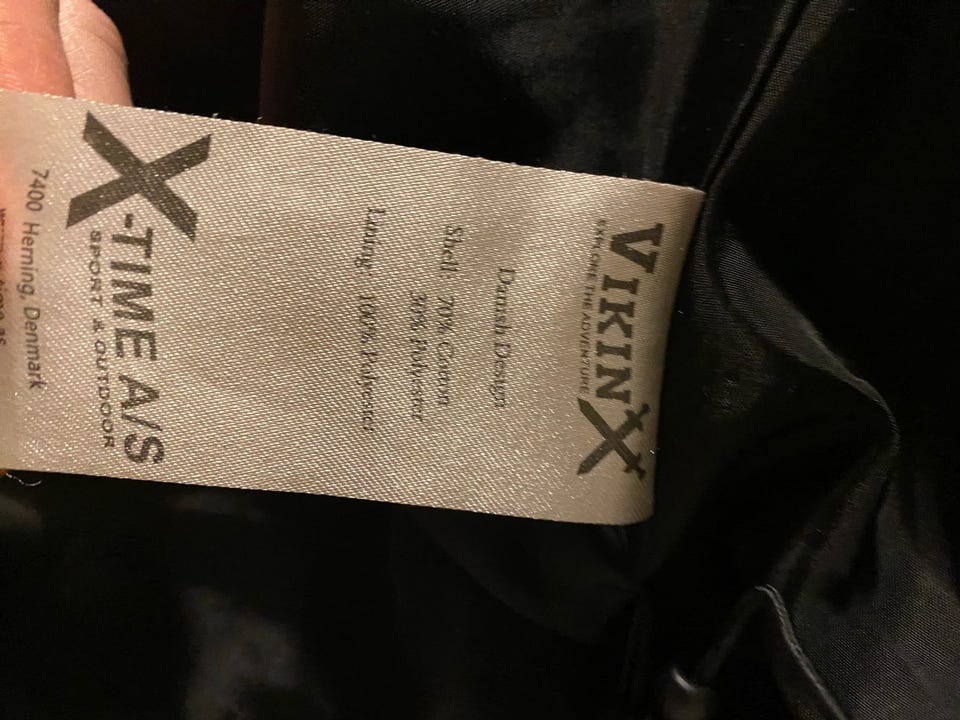 VIKINX
EXPLORE THE ADVENTURE
Danish Design
Shell 70% Cotton
30% Polyester
Lining 100% Polyester
X-TIME A/S
SPORT & OUTDOOR
7400 Herning, Denmark